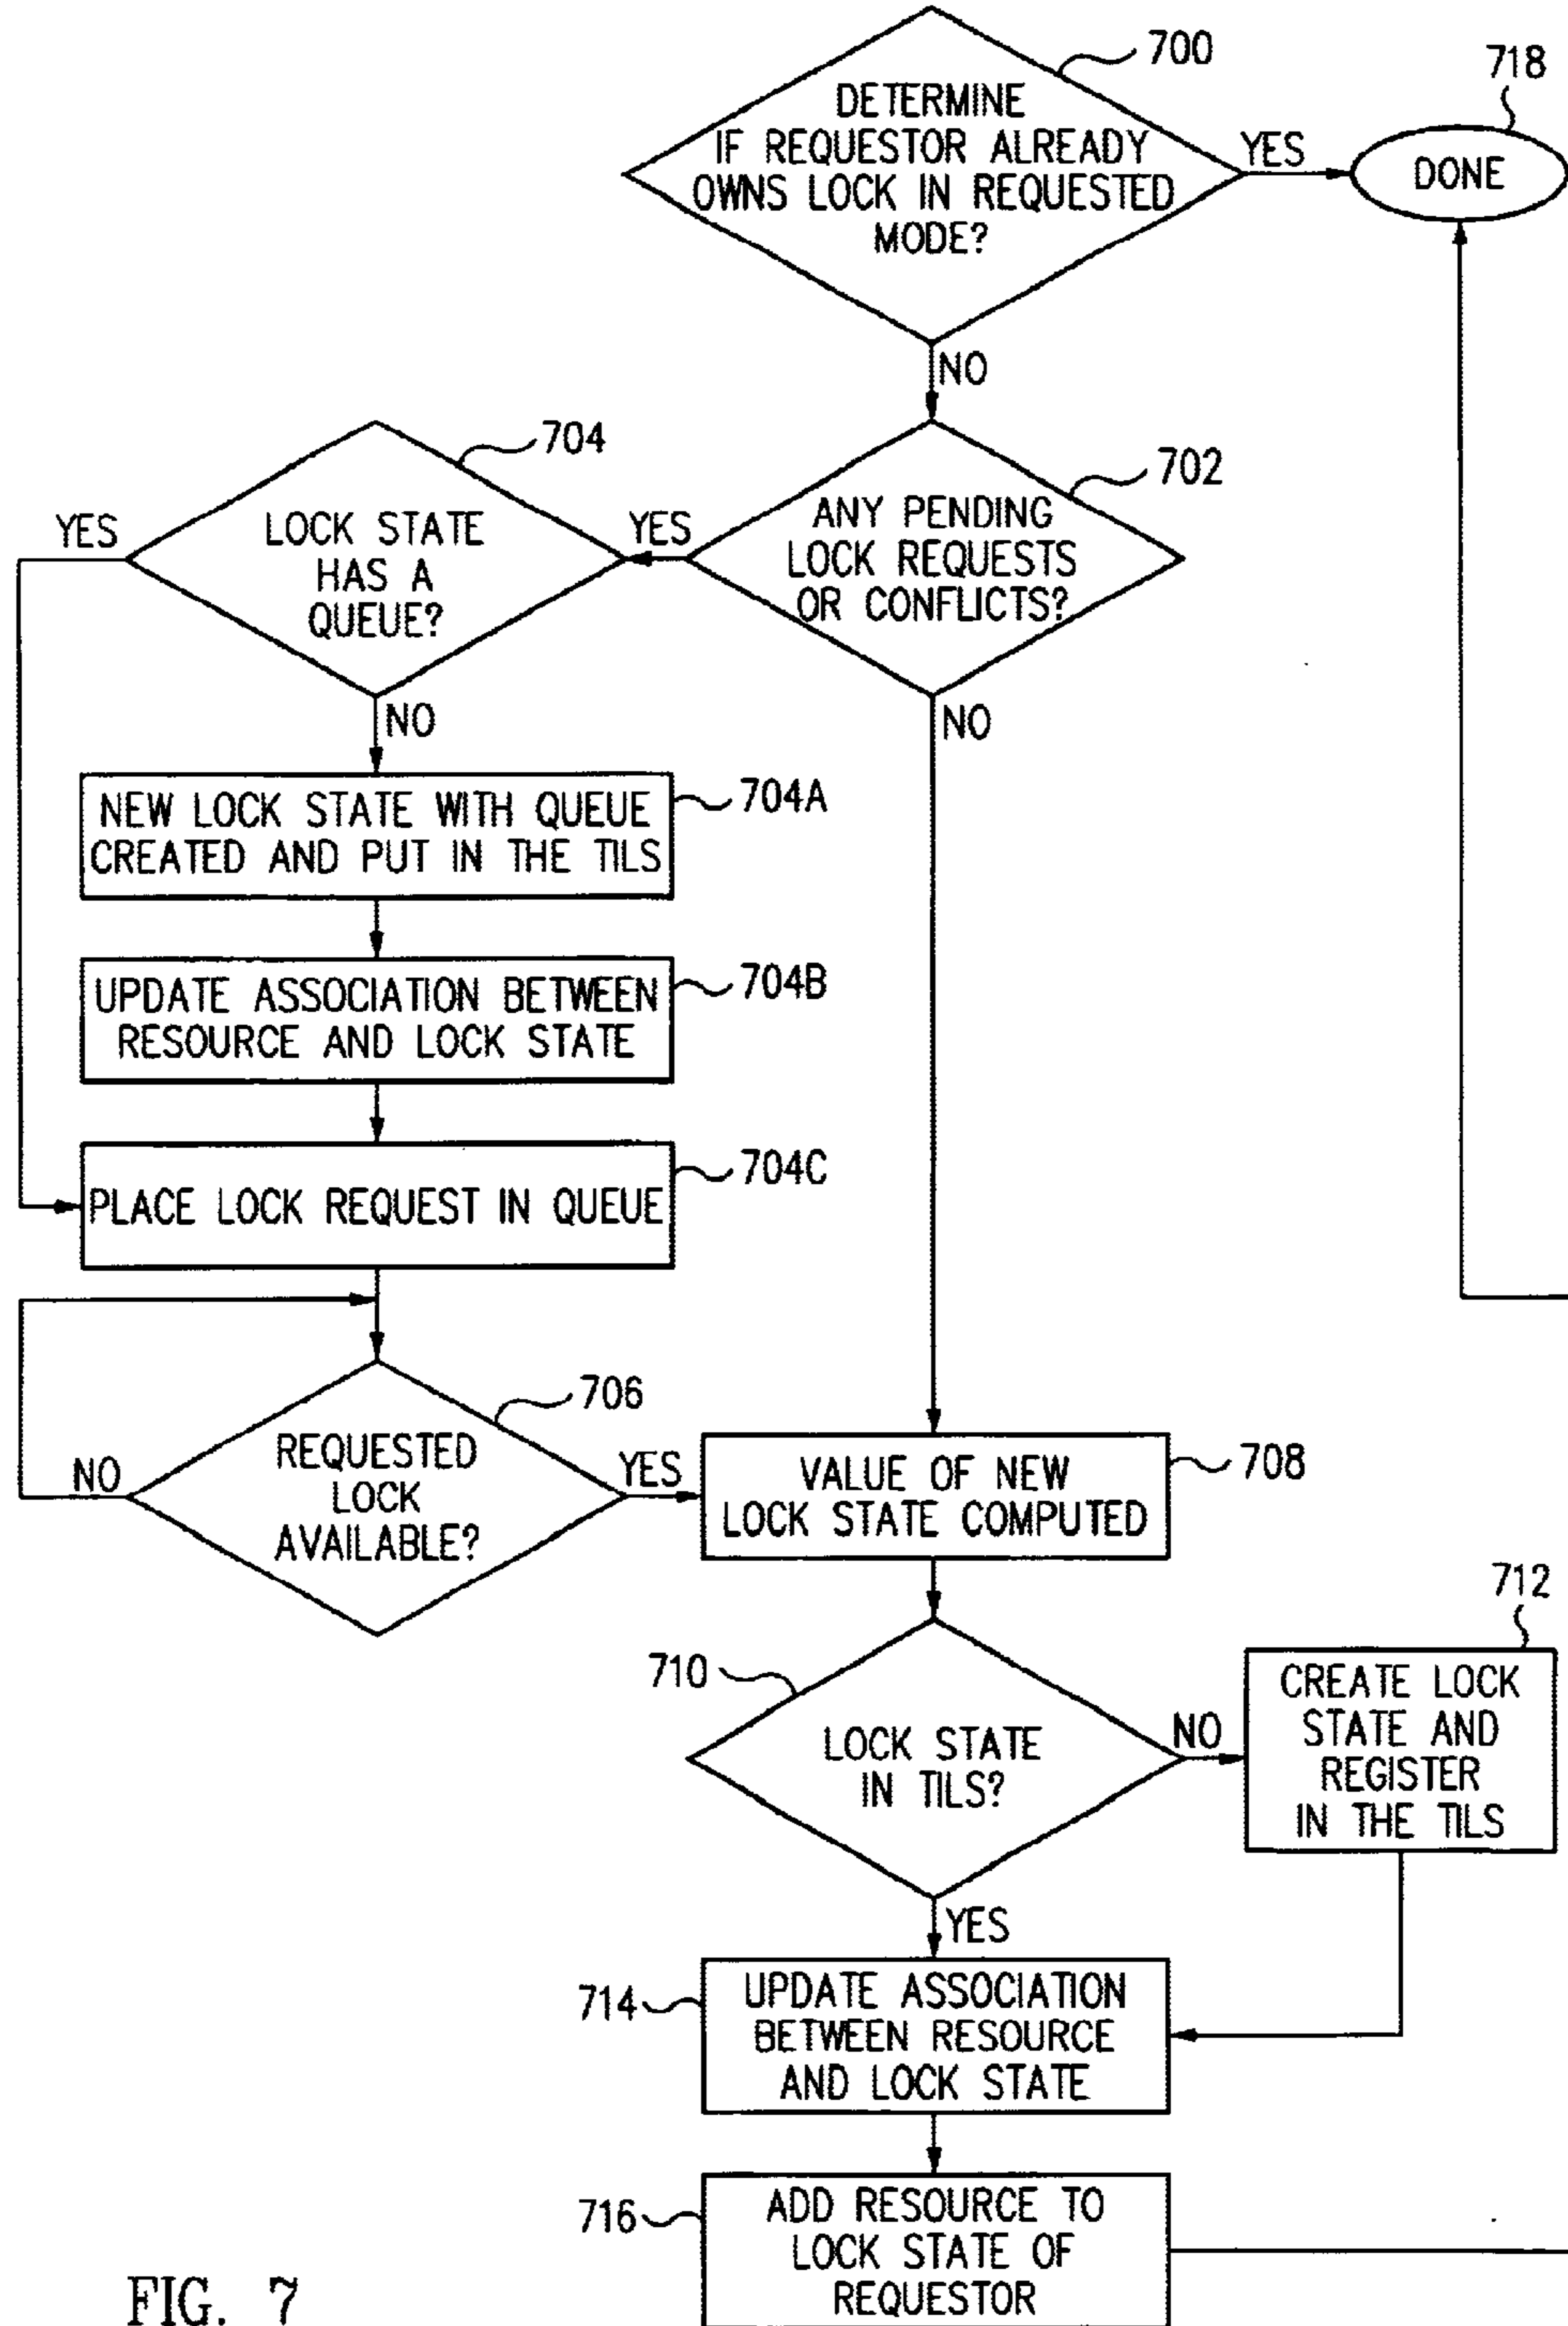 700
DETERMINE
IF REQUESTOR ALREADY
OWNS LOCK IN REQUESTED
MODE?
YES
718
DONE
NO
704
LOCK STATE
HAS A
QUEUE?
YES
YES
702
ANY PENDING
LOCK REQUESTS
OR CONFLICTS?
NO
NO
NEW LOCK STATE WITH QUEUE
CREATED AND PUT IN THE TILS
704A
UPDATE ASSOCIATION BETWEEN
RESOURCE AND LOCK STATE
704B
PLACE LOCK REQUEST IN QUEUE
704C
706
REQUESTED
LOCK
AVAILABLE?
NO
YES
VALUE OF NEW
LOCK STATE COMPUTED
708
710
LOCK STATE
IN TILS?
NO
712
CREATE LOCK
STATE AND
REGISTER
IN THE TILS
YES
714
UPDATE ASSOCIATION
BETWEEN RESOURCE
AND LOCK STATE
716
ADD RESOURCE TO
LOCK STATE OF
REQUESTOR
FIG. 7